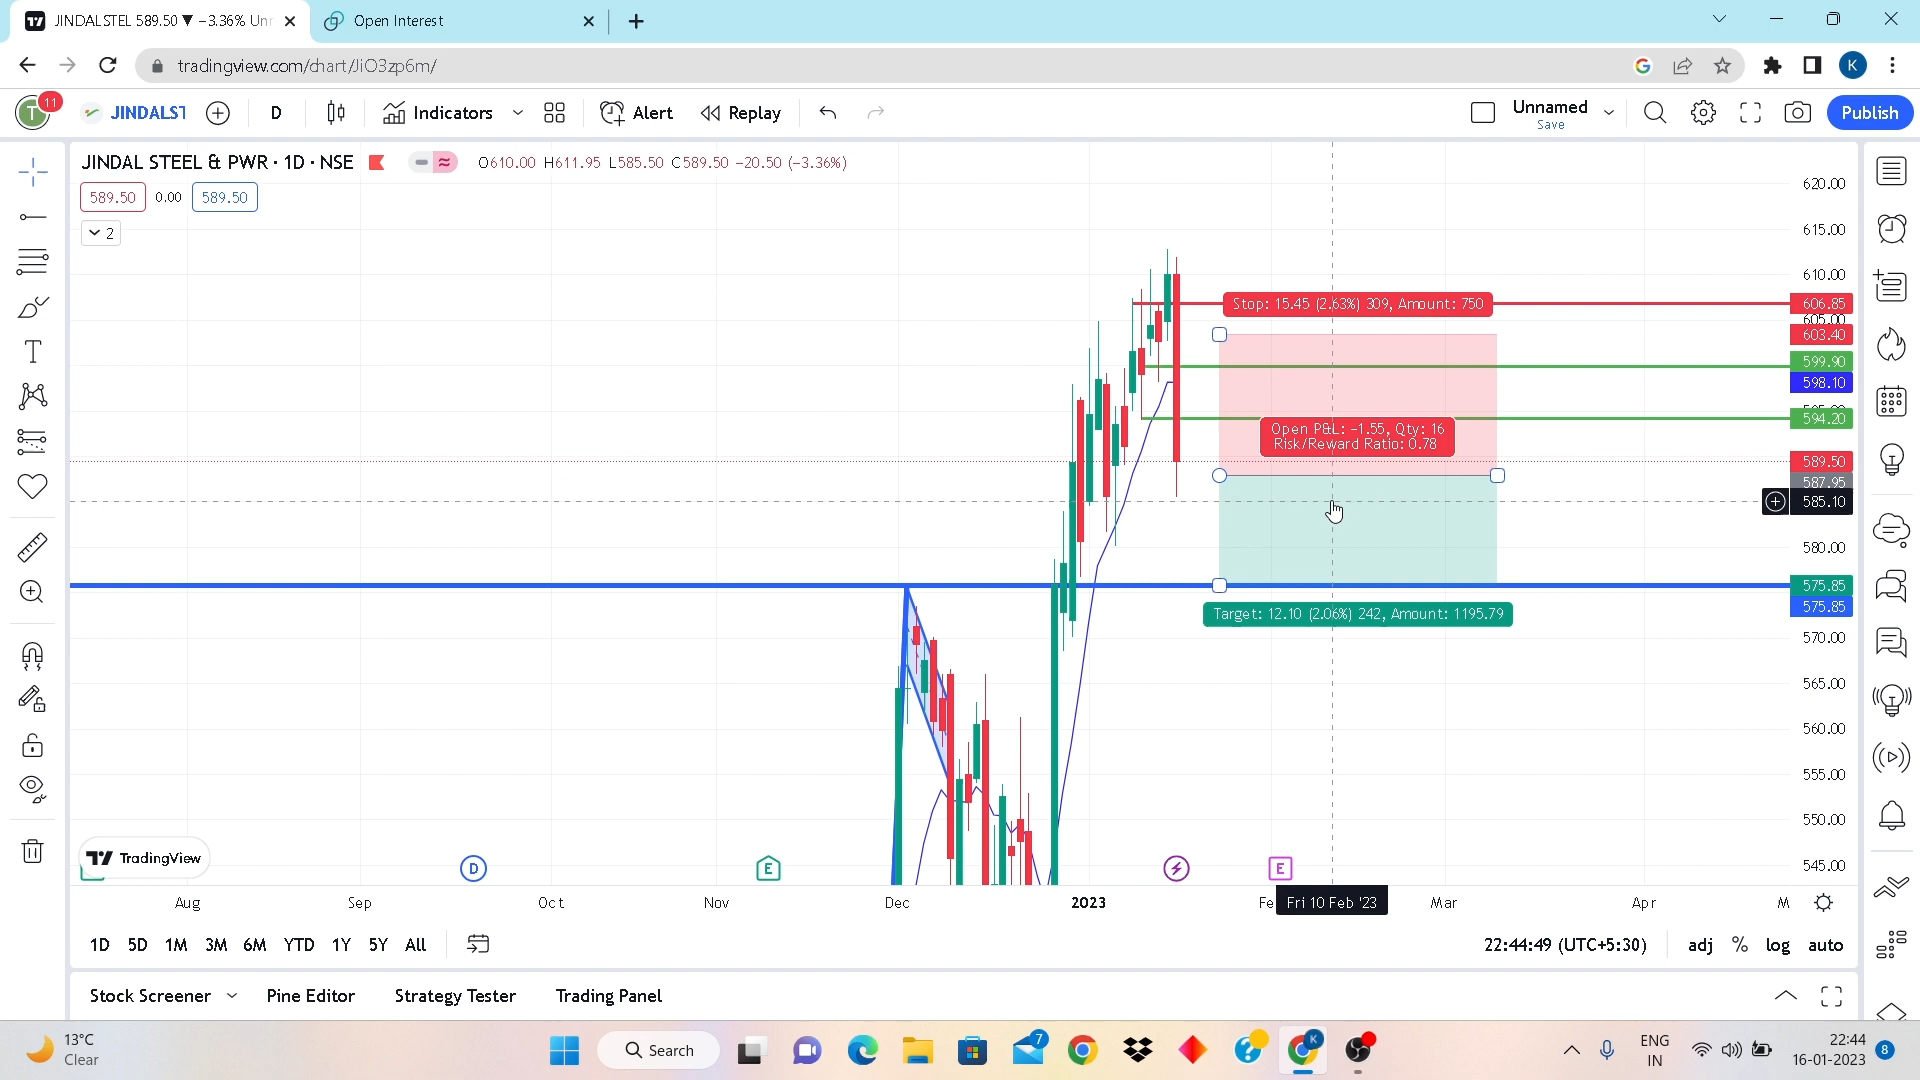 JINDALSTEL 589.50 ▼ −3.36% Unr
Open Interest
tradingview.com/chart/JiO3zp6m/
K
T
11
JINDALST
D
Indicators
Alert
Replay
Unnamed
Save
Publish
JINDAL STEEL & PWR · 1D · NSE
O610.00 H611.95 L585.50 C589.50 −20.50 (−3.36%)
589.50
0.00
589.50
2
620.00
615.00
610.00
606.85
605.00
603.40
599.90
598.10
594.20
589.50
587.95
585.10
580.00
575.85
575.85
570.00
565.00
560.00
555.00
550.00
545.00
Stop: 15.45 (2.63%) 309, Amount: 750
Open P&L: −1.55, Qty: 16
Risk/Reward Ratio: 0.78
Target: 12.10 (2.06%) 242, Amount: 1195.79
TradingView
D
E
E
Aug
Sep
Oct
Nov
Dec
2023
Fe
Fri 10 Feb '23
Mar
Apr
M
1D
5D
1M
3M
6M
YTD
1Y
5Y
All
22:44:49 (UTC+5:30)
adj
%
log
auto
Stock Screener
Pine Editor
Strategy Tester
Trading Panel
13°C
Clear
Search
7
K
ENG
IN
22:44
16-01-2023
8